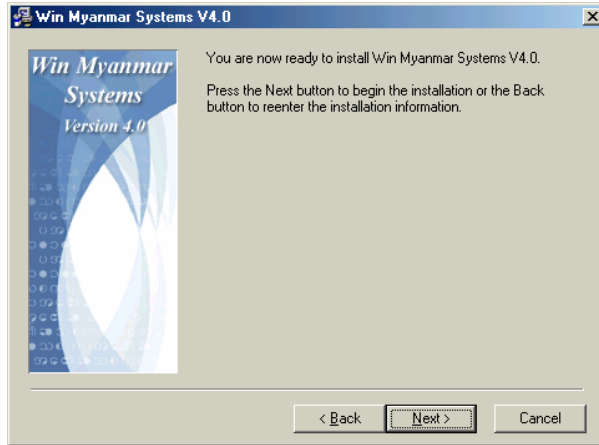 Win Myanmar Systems V4.0
Win Myanmar
Systems
Version 4.0
You are now ready to install Win Myanmar Systems V4.0.
Press the Next button to begin the installation or the Back
button to reenter the installation information.
< Back
Next >
Cancel